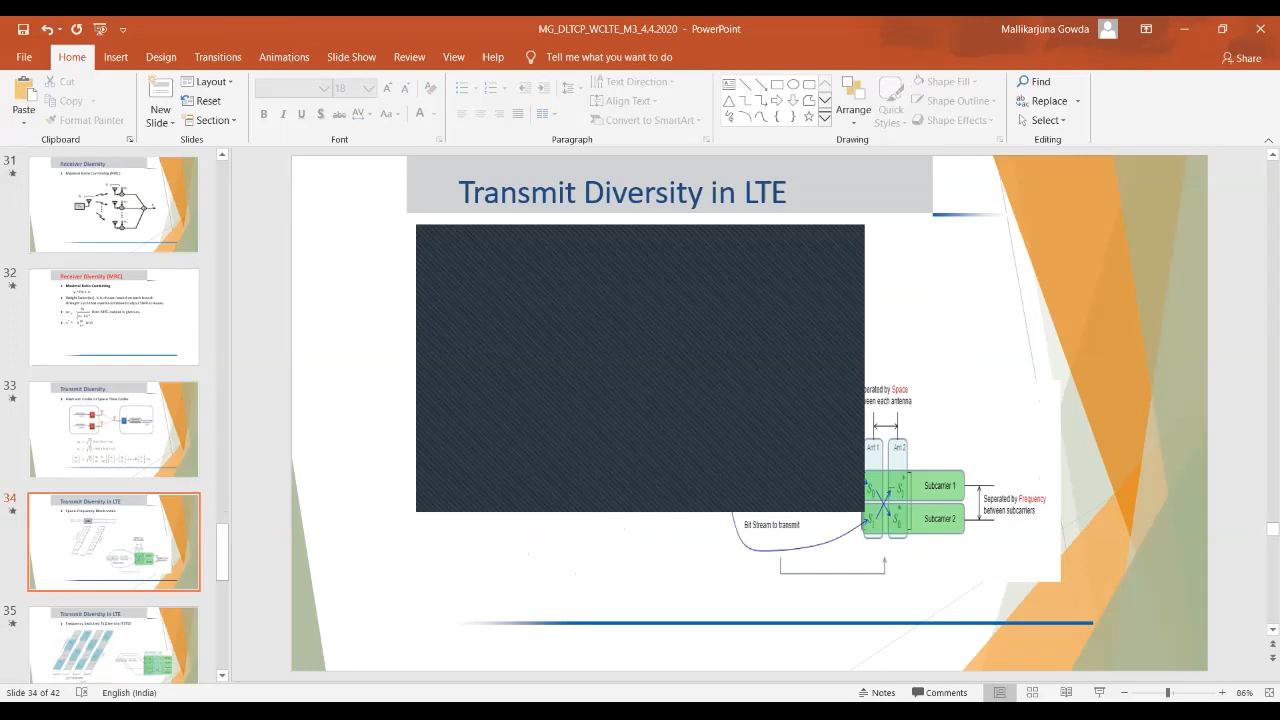 MG_DLTCP_WCLTE_M3_4.4.2020 - PowerPoint
Mallikarjuna Gowda
File Home Insert Design Transitions Animations Slide Show Review View Help Tell me what you want to do
Share
Paste
Cut
Copy
Format Painter
Clipboard
New Slide
Layout
Reset
Section
Slides
18
B I U S abc AV Aa A
Font
Text Direction
Align Text
Convert to SmartArt
Paragraph
Arrange
Quick Styles
Shape Fill
Shape Outline
Shape Effects
Drawing
Find
Replace
Select
Editing
31
Receiver Diversity
32
Receiver Diversity (MRC)
33
Transmit Diversity
34
Transmit Diversity in LTE
35
Transmit Diversity in LTE
Transmit Diversity in LTE
Space
each antenna
Ant 1 Ant 2
Subcarrier 1
Subcarrier 2
Seperated by Frequency
between subcarriers
Bit Stream to transmit
Slide 34 of 42 English (India)
Notes Comments 86%